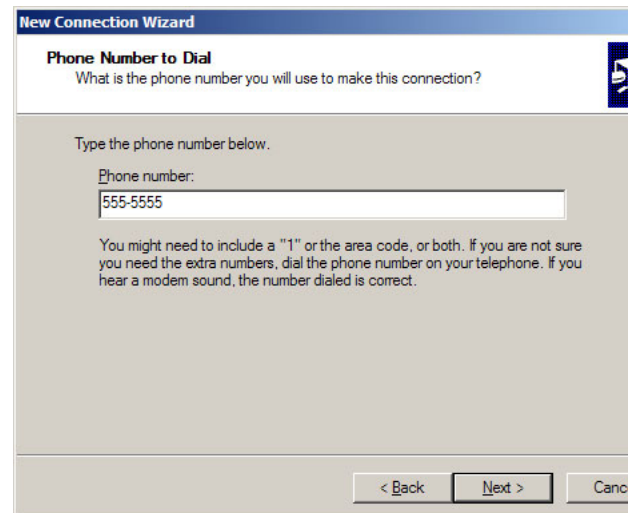 New Connection Wizard
Phone Number to Dial
What is the phone number you will use to make this connection?
Type the phone number below.
Phone number:
555-5555
You might need to include a "1" or the area code, or both. If you are not sure
you need the extra numbers, dial the phone number on your telephone. If you
hear a modem sound, the number dialed is correct.
< Back Next > Canc